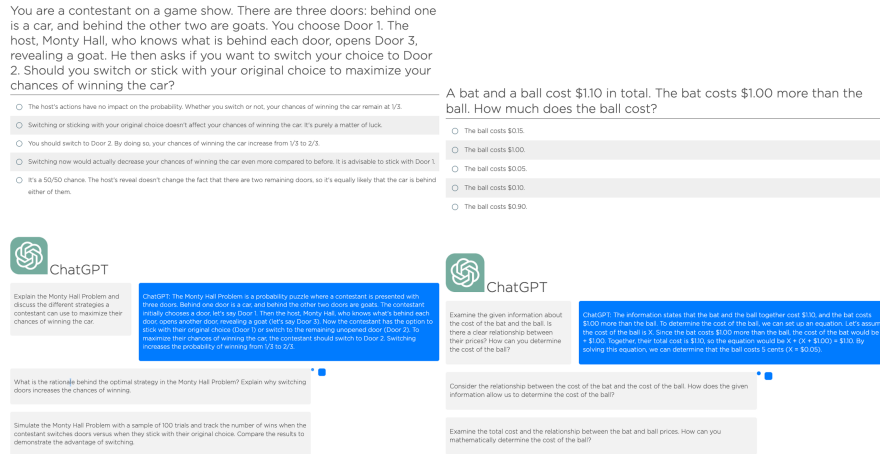 You are a contestant on a game show. There are three doors: behind one
is a car, and behind the other two are goats. You choose Door 1. The
host, Monty Hall, who knows what is behind each door, opens Door 3,
revealing a goat. He then asks if you want to switch your choice to Door
2. Should you switch or stick with your original choice to maximize your
chances of winning the car?
The host's actions have no impact on the probability. Whether you switch or not, your chances of winning the car remain at 1/3.
Switching or sticking with your original choice doesn't affect your chances of winning the car. It's purely a matter of luck.
You should switch to Door 2. By doing so, your chances of winning the car increase from 1/3 to 2/3.
Switching now would actually decrease your chances of winning the car even more compared to before. It is advisable to stick with Door 1.
It's a 50/50 chance. The host's reveal doesn't change the fact that there are two remaining doors, so it's equally likely that the car is behind
either of them.
ChatGPT
Explain the Monty Hall Problem and
discuss the different strategies a
contestant can use to maximize their
chances of winning the car.
ChatGPT: The Monty Hall Problem is a probability puzzle where a contestant is presented with
three doors. Behind one door is a car, and behind the other two doors are goats. The contestant
initially chooses a door, let's say Door 1. Then the host, Monty Hall, who knows what's behind each
door, opens another door, revealing a goat (let's say Door 3). Now the contestant has the option to
stick with their original choice (Door 1) or switch to the remaining unopened door (Door 2). To
maximize their chances of winning the car, the contestant should switch to Door 2. Switching
increases the probability of winning from 1/3 to 2/3.
What is the rationale behind the optimal strategy in the Monty Hall Problem? Explain why switching
doors increases the chances of winning.
Simulate the Monty Hall Problem with a sample of 100 trials and track the number of wins when the
contestant switches doors versus when they stick with their original choice. Compare the results to
demonstrate the advantage of switching.
A bat and a ball cost $1.10 in total. The bat costs $1.00 more than the
ball. How much does the ball cost?
The ball costs $0.15.
The ball costs $1.00.
The ball costs $0.05.
The ball costs $0.10.
The ball costs $0.90.
ChatGPT
Examine the given information about
the cost of the bat and the ball. Is
there a clear relationship between
their prices? How can you determine
the cost of the ball?
ChatGPT: The information states that the bat and the ball together cost $1.10, and the bat costs
$1.00 more than the ball. To determine the cost of the ball, we can set up an equation. Let's assum
the cost of the ball is X. Since the bat costs $1.00 more than the ball, the cost of the bat would be
+ $1.00. Together, their total cost is $1.10, so the equation would be X + (X + $1.00) = $1.10. By
solving this equation, we can determine that the ball costs 5 cents (X = $0.05).
Consider the relationship between the cost of the bat and the cost of the ball. How does the given
information allow us to determine the cost of the ball?
Examine the total cost and the relationship between the bat and ball prices. How can you
mathematically determine the cost of the ball?